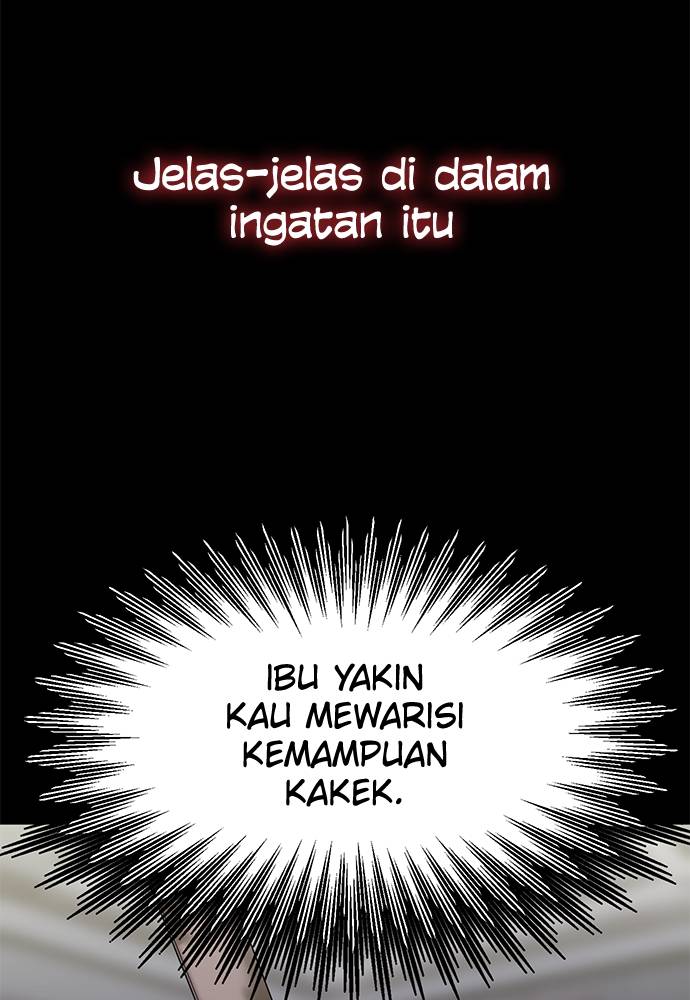 Jelas-jelas di dalam
ingatan itu
IBU YAKIN
KAU MEWARISI
KEMAMPUAN
KAKEK.